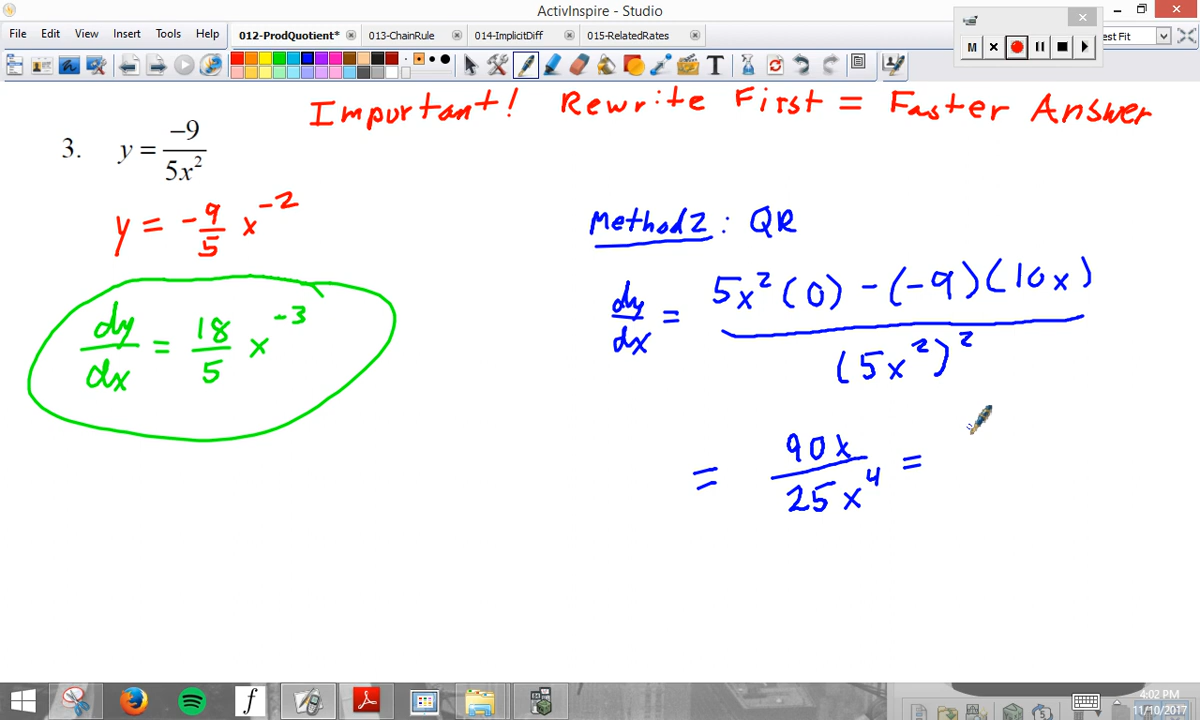 ActivInspire - Studio
File Edit View Insert Tools Help
012-ProdQuotient* 013-ChainRule 014-ImplicitDiff 015-RelatedRates
est Fit
M
T
Important! Rewrite First = Faster Answer
3. y = -9/5x²
y = -9/5 x⁻²
dy/dx = 18/5 x⁻³
Method 2: QR
dy/dx = 5x²(0) - (-9)(10x) / (5x²)²
= 90x/25x⁴ =
f
4:02 PM
11/10/2017